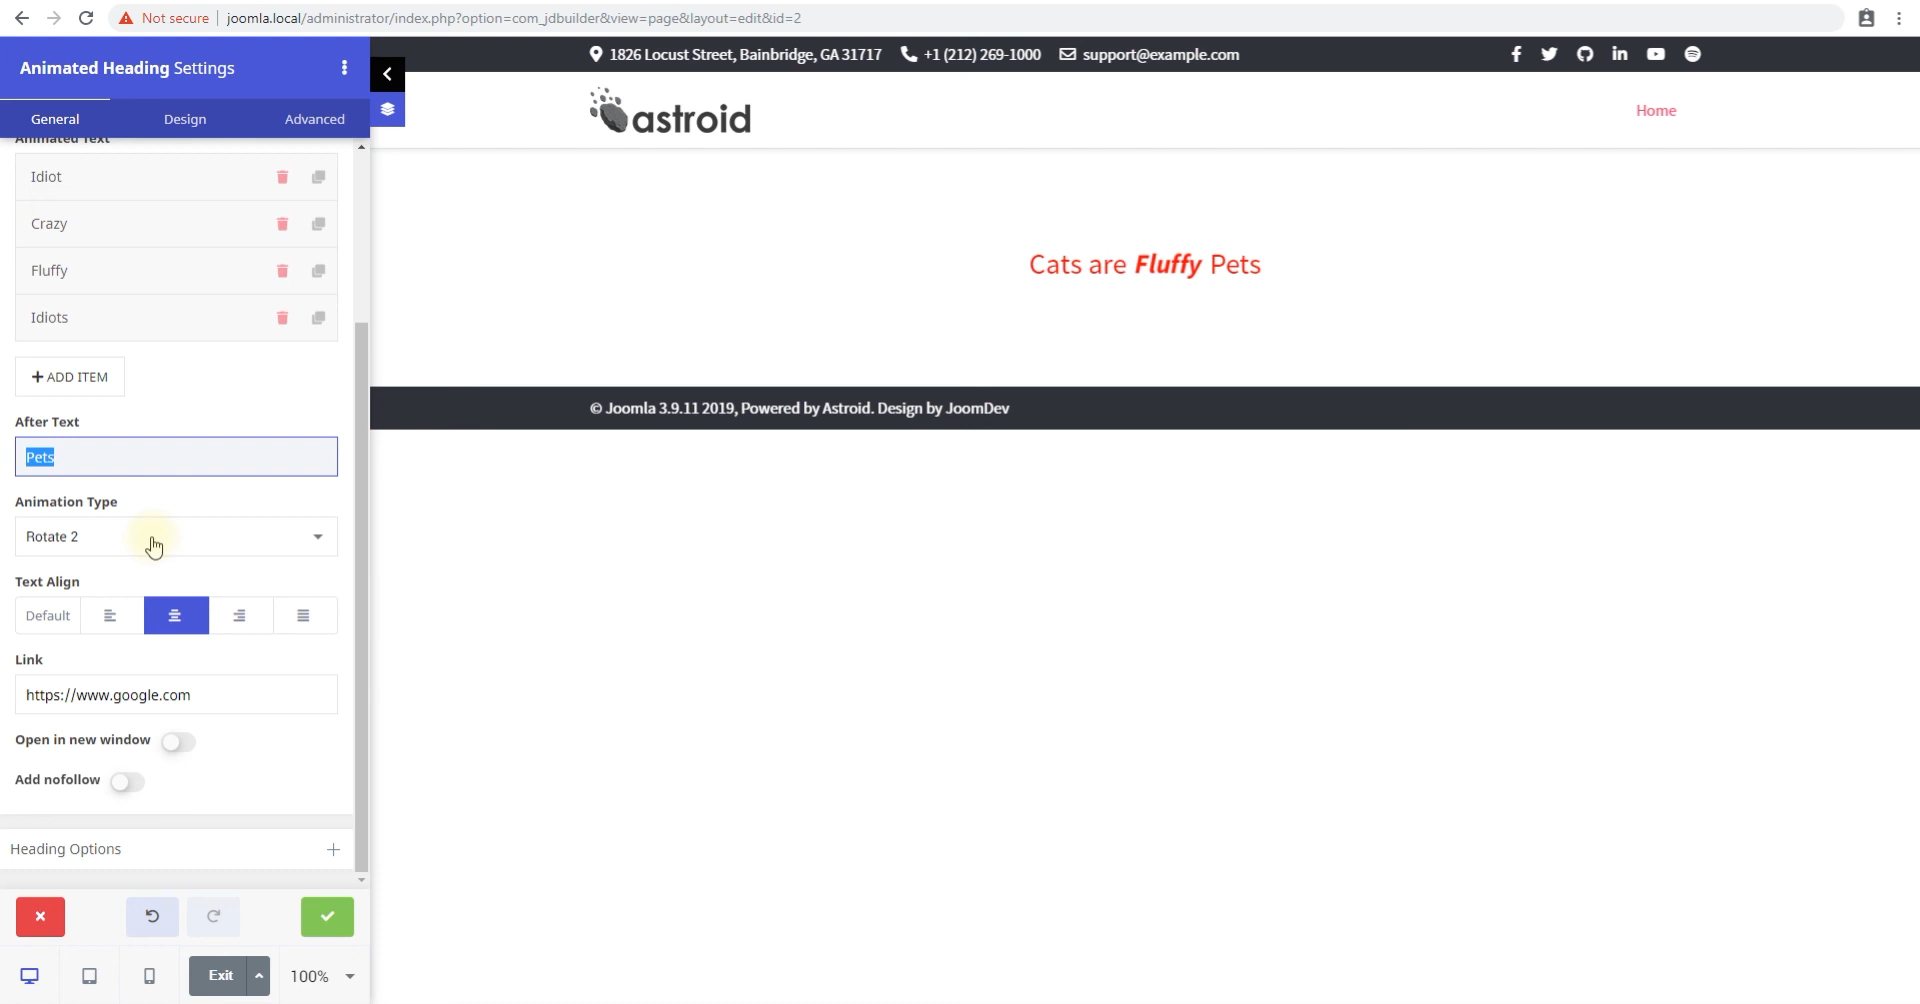 Not secure
joomla.local/administrator/index.php?option=com_jdbuilder&view=page&layout=edit&id=2
Animated Heading Settings
General
Design
Advanced
Animated Text
Idiot
Crazy
Fluffy
Idiots
ADD ITEM
After Text
Pets
Animation Type
Rotate 2
Text Align
Default
Link
https://www.google.com
Open in new window
Add nofollow
Heading Options
Exit
100%
1826 Locust Street, Bainbridge, GA 31717
+1 (212) 269-1000
support@example.com
astroid
Home
Cats are Fluffy Pets
© Joomla 3.9.11 2019, Powered by Astroid. Design by JoomDev